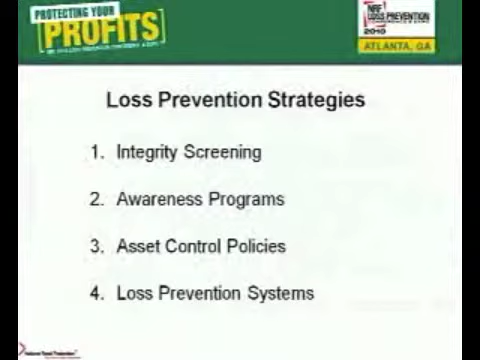 PROTECTING YOUR
PROFITS
NRF
LOSS PREVENTION
2010
ATLANTA, GA
Loss Prevention Strategies
1. Integrity Screening
2. Awareness Programs
3. Asset Control Policies
4. Loss Prevention Systems